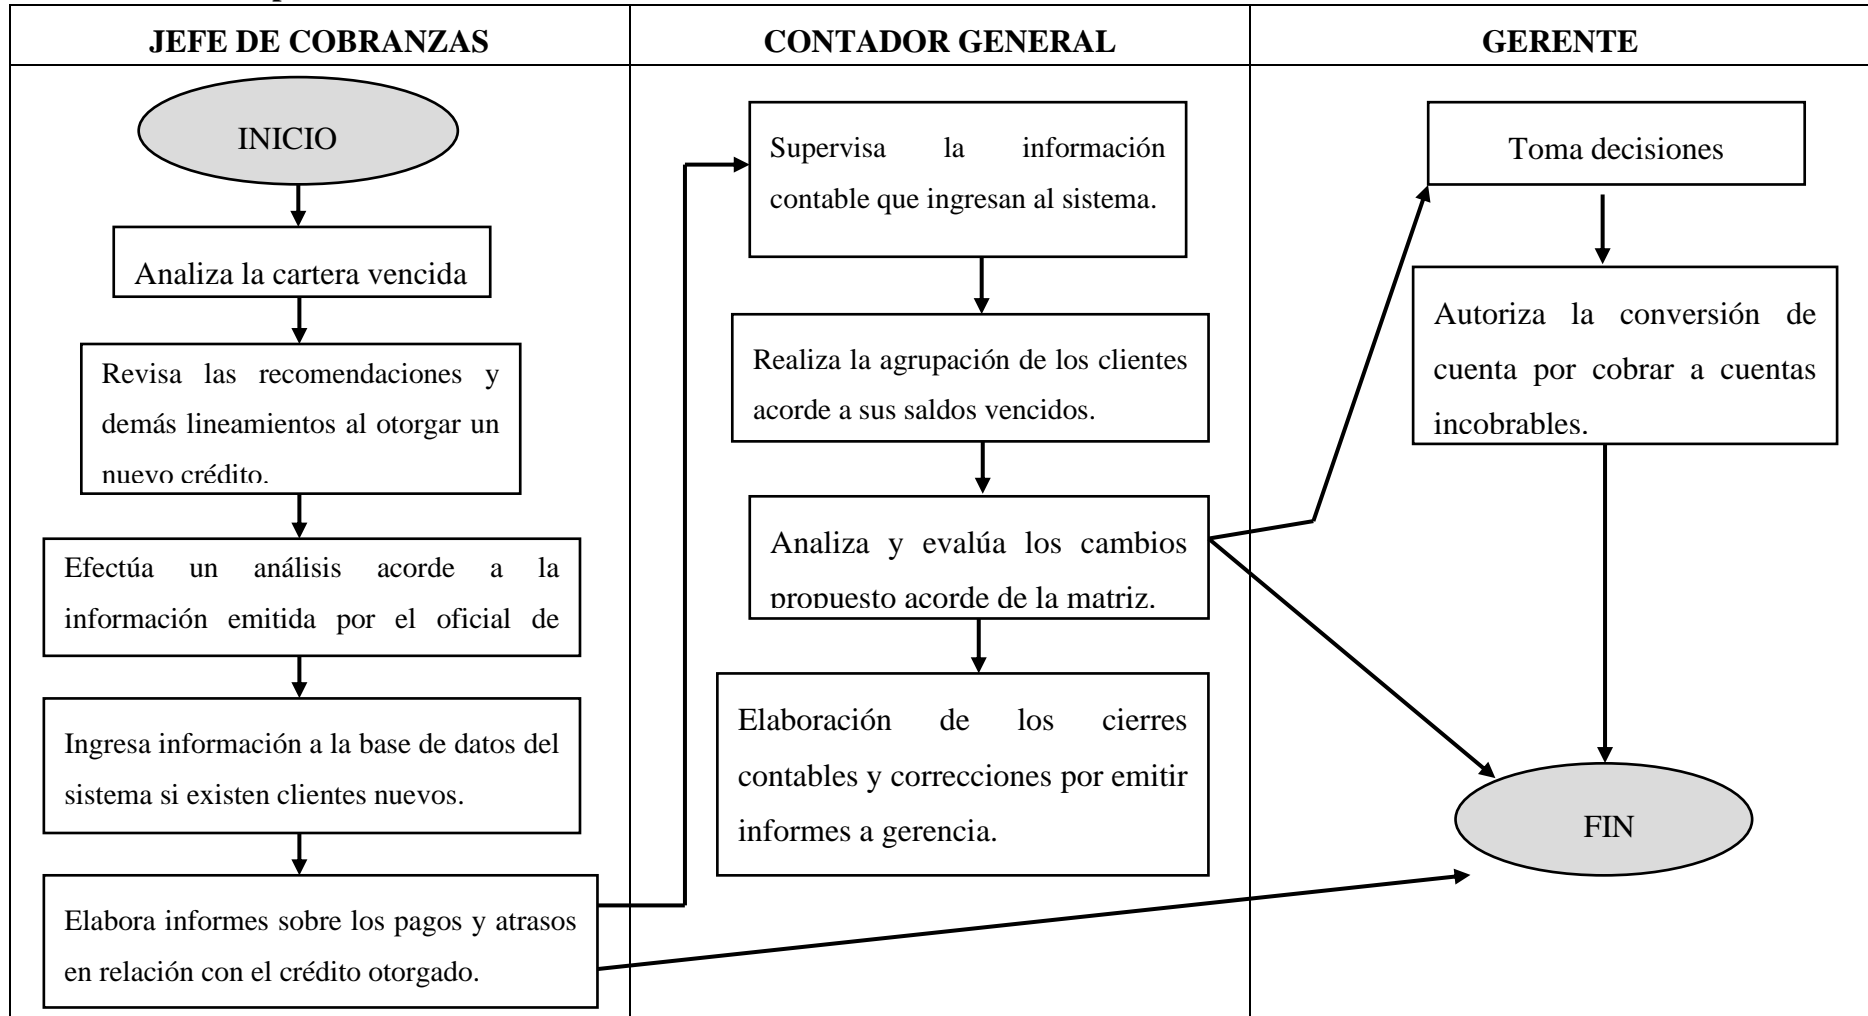 JEFE DE COBRANZAS
CONTADOR GENERAL
GERENTE
INICIO
Analiza la cartera vencida
Revisa las recomendaciones y
demás lineamientos al otorgar un
nuevo crédito.
Efectúa un análisis acorde a la
información emitida por el oficial de
Ingresa información a la base de datos del
sistema si existen clientes nuevos.
Elabora informes sobre los pagos y atrasos
en relación con el crédito otorgado.
Supervisa la información
contable que ingresan al sistema.
Realiza la agrupación de los clientes
acorde a sus saldos vencidos.
Analiza y evalúa los cambios
propuesto acorde de la matriz.
Elaboración de los cierres
contables y correcciones por emitir
informes a gerencia.
Toma decisiones
Autoriza la conversión de
cuenta por cobrar a cuentas
incobrables.
FIN